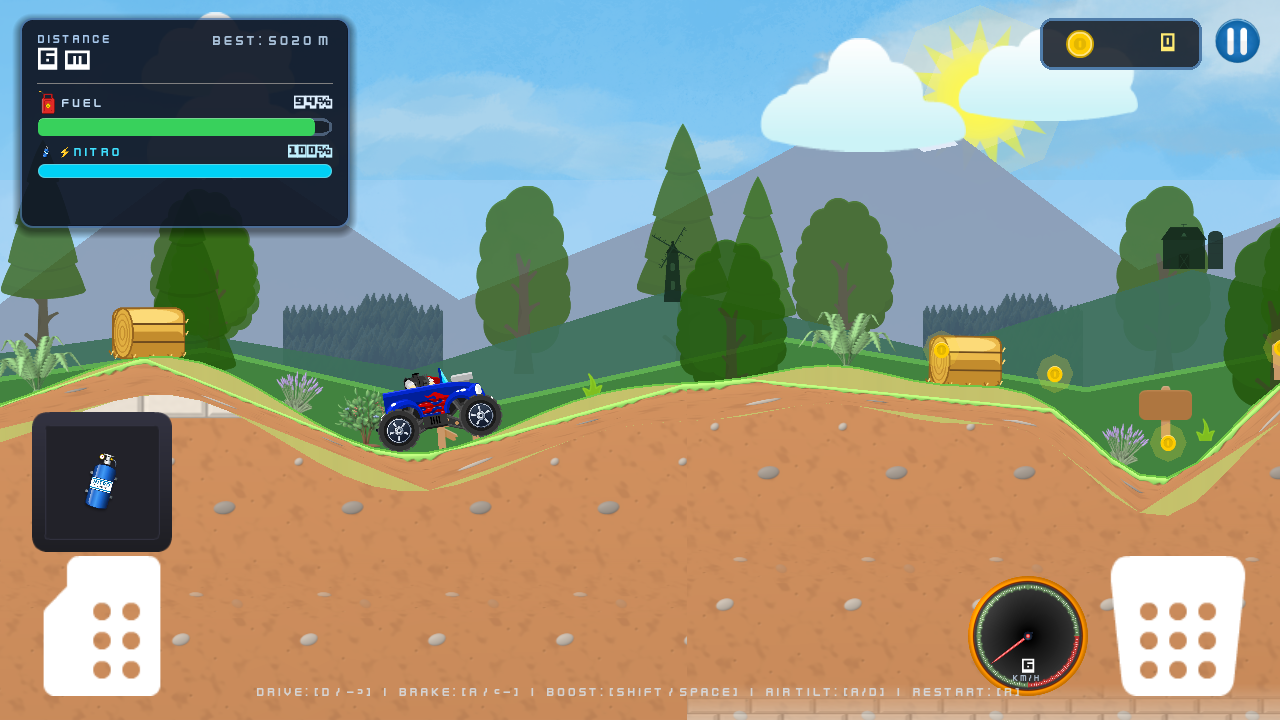 DISTANCE
BEST: 5020 M
6 m
FUEL
94%
⚡NITRO
100%
0
6
KM/H
DRIVE:[D / ->] | BRAKE:[A / <-] | BOOST:[SHIFT / SPACE] | AIR TILT:[A/D] | RESTART:[R]